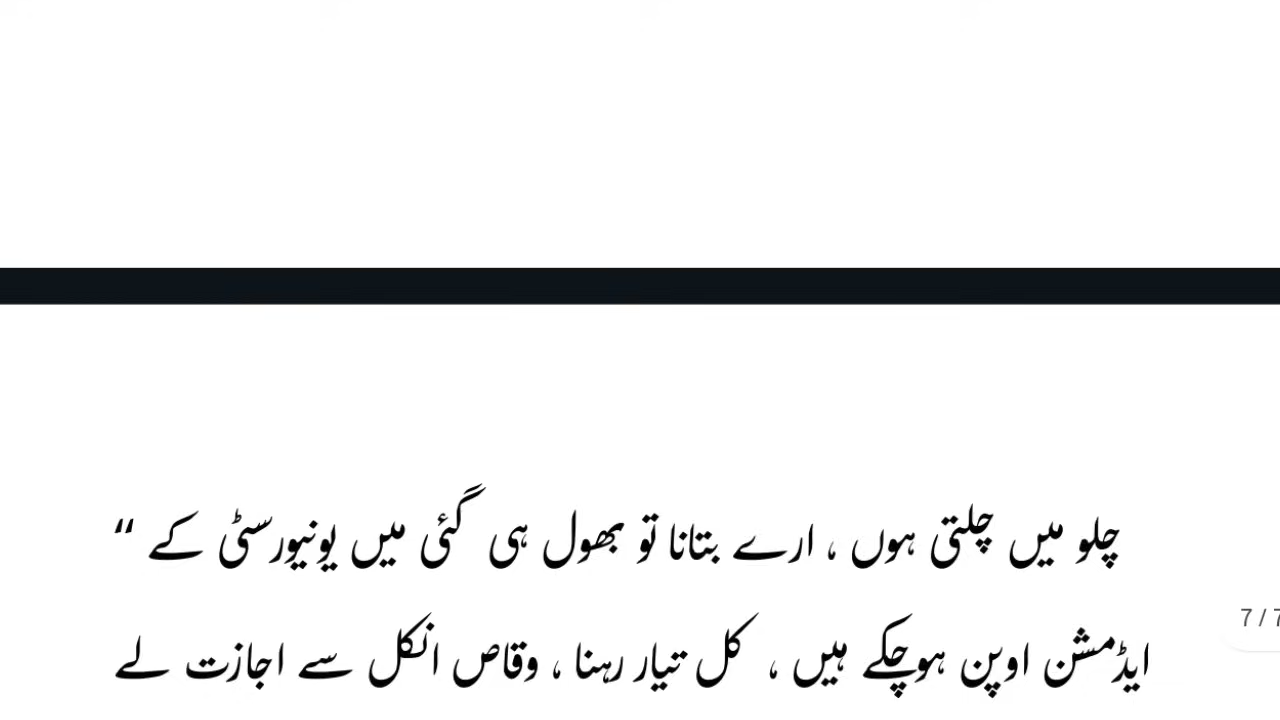 چلو میں چلتی ہوں ، ارے بتانا تو بھول ہی گئی میں یونیورسٹی کے “
ایڈمشن اوپن ہوچکے ہیں ، کل تیار رہنا ، وقاص انکل سے اجازت لے
7 / 7